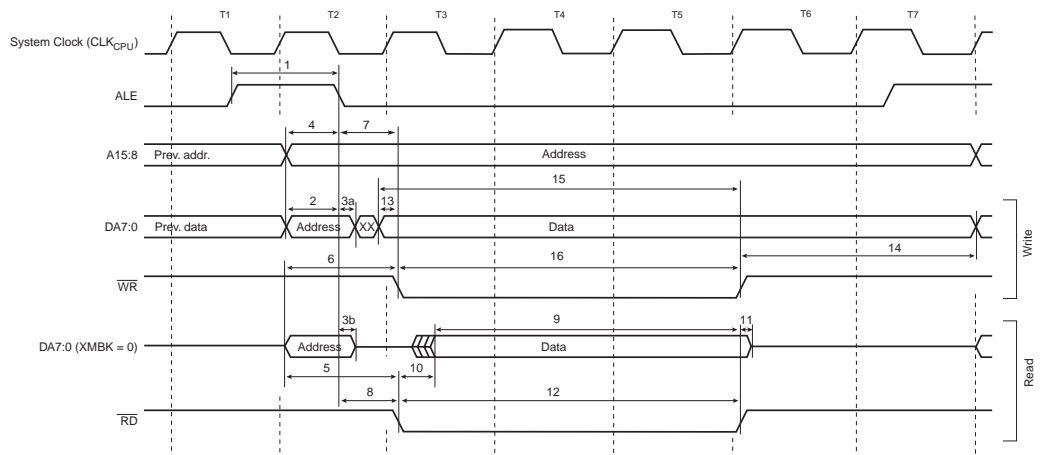 T1 T2 T3 T4 T5 T6 T7
System Clock (CLKCPU)
1
ALE
4 7
A15:8 Prev. addr. Address
15
2 3a 13
DA7:0 Prev. data Address XX Data
14
6 16
WR
Write
3b 9 11
DA7:0 (XMBK = 0) Address Data
5 10
8 12
RD
Read